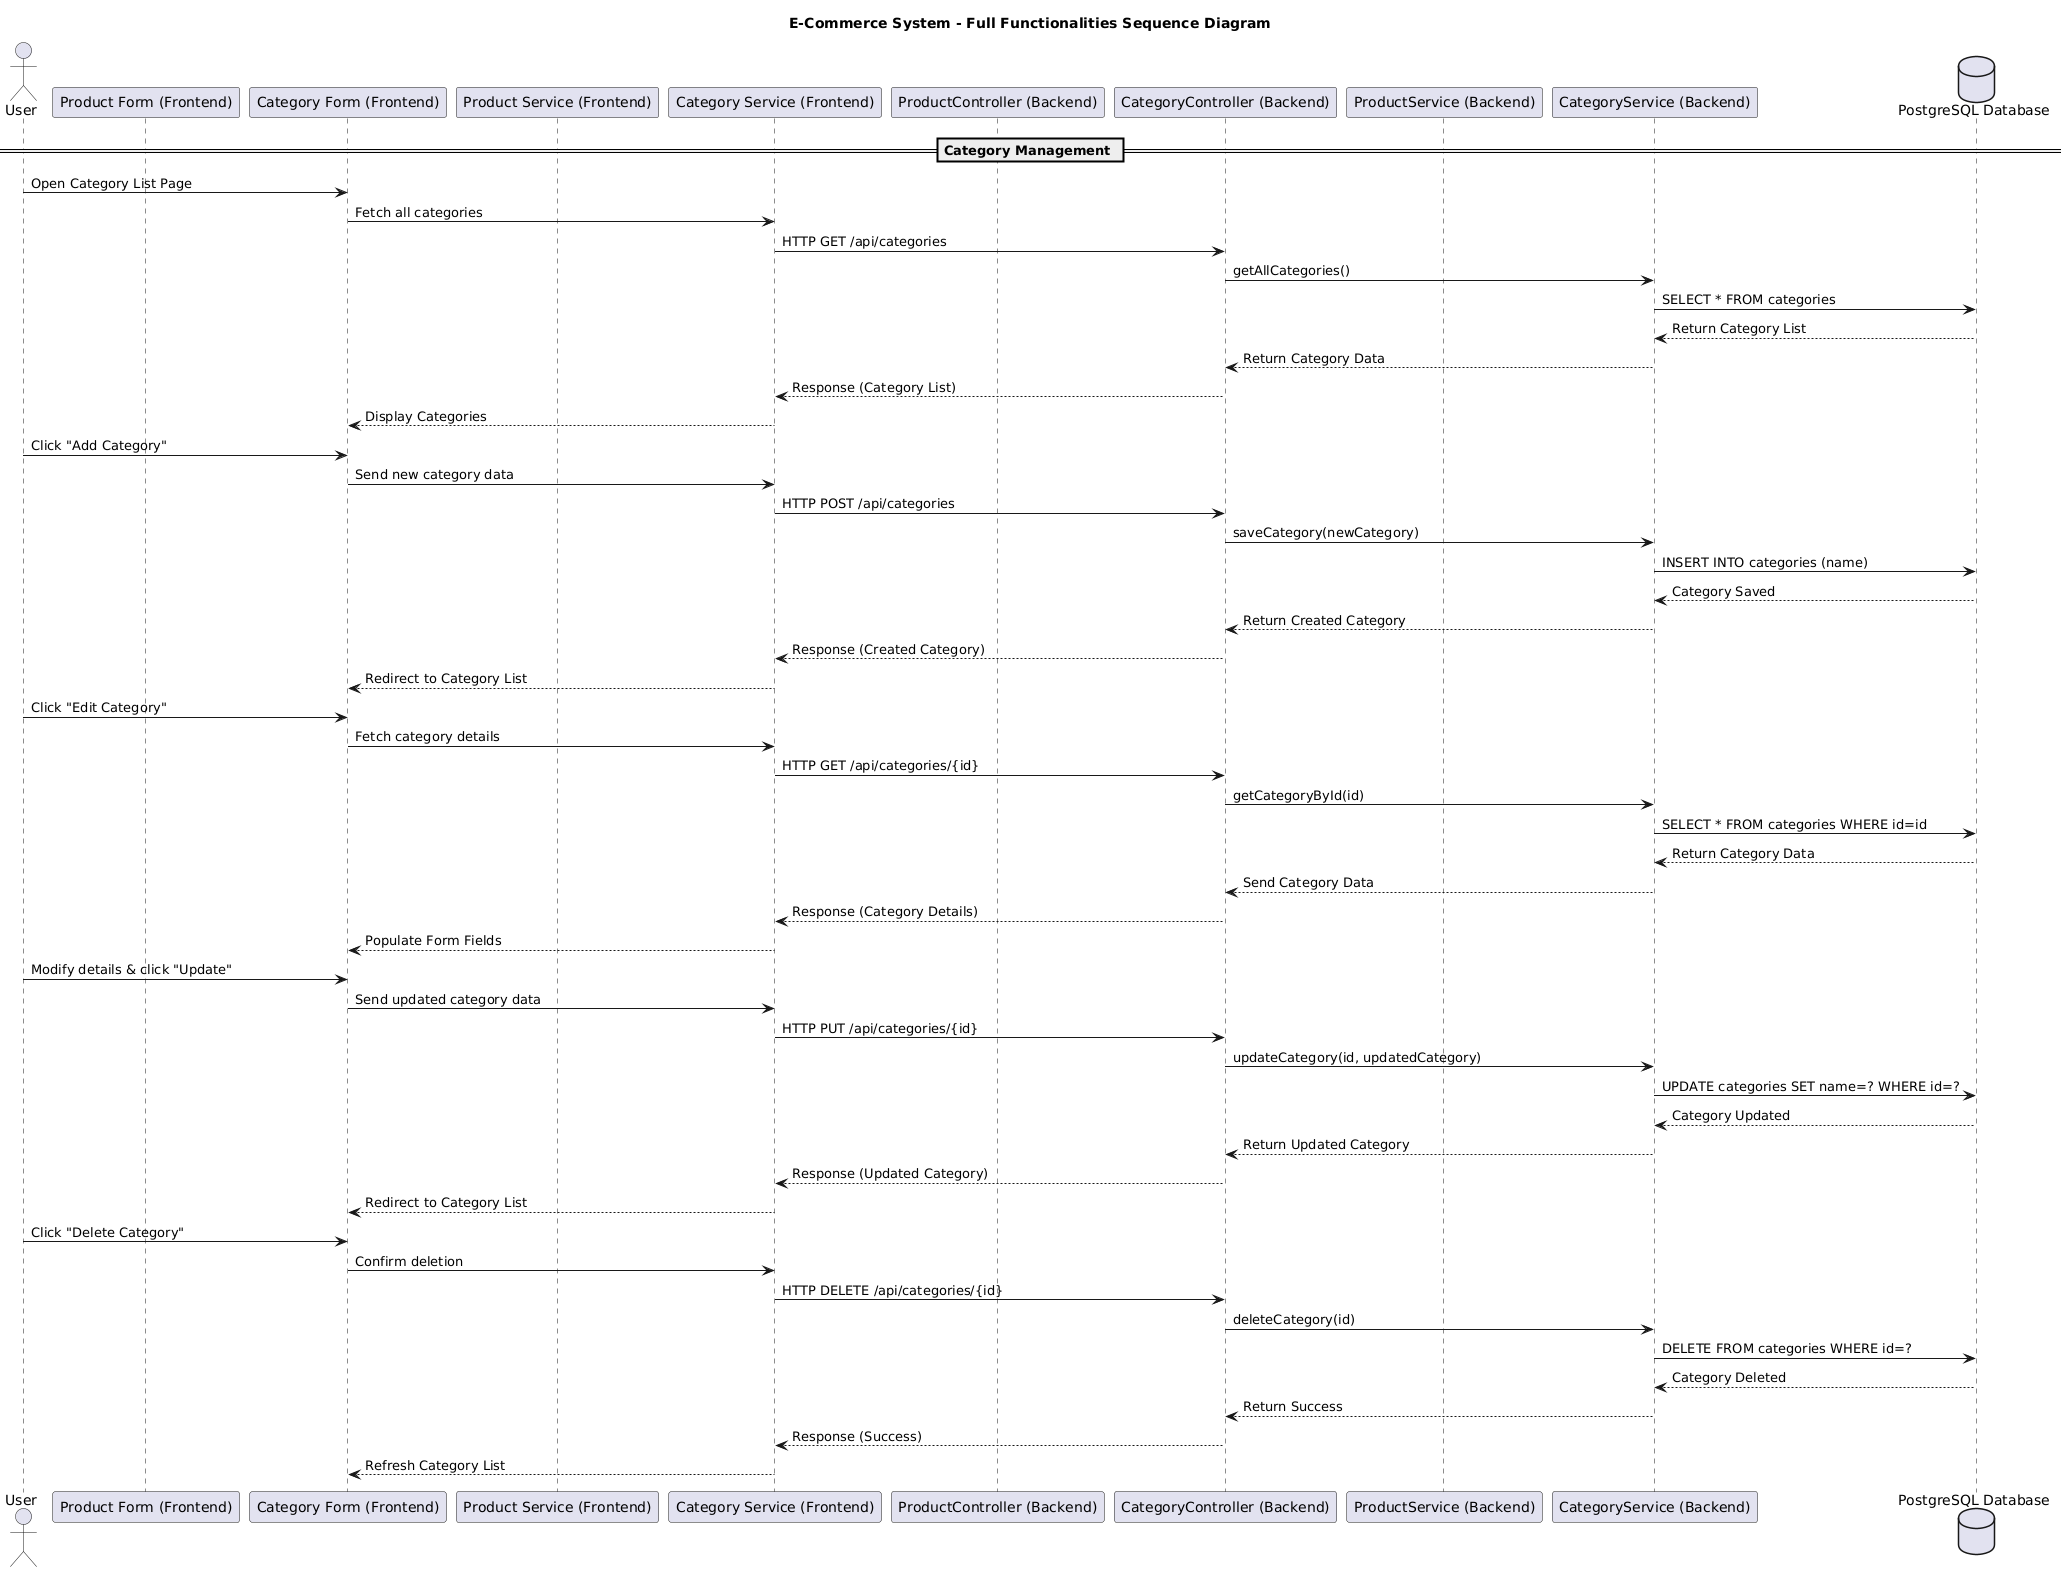 E-Commerce System - Full Functionalities Sequence Diagram
User
Product Form (Frontend)
Category Form (Frontend)
Product Service (Frontend)
Category Service (Frontend)
ProductController (Backend)
CategoryController (Backend)
ProductService (Backend)
CategoryService (Backend)
PostgreSQL Database
Category Management
Open Category List Page
Fetch all categories
HTTP GET /api/categories
getAllCategories()
SELECT * FROM categories
Return Category List
Return Category Data
Response (Category List)
Display Categories
Click "Add Category"
Send new category data
HTTP POST /api/categories
saveCategory(newCategory)
INSERT INTO categories (name)
Category Saved
Return Created Category
Response (Created Category)
Redirect to Category List
Click "Edit Category"
Fetch category details
HTTP GET /api/categories/{id}
getCategoryById(id)
SELECT * FROM categories WHERE id=id
Return Category Data
Send Category Data
Response (Category Details)
Populate Form Fields
Modify details & click "Update"
Send updated category data
HTTP PUT /api/categories/{id}
updateCategory(id, updatedCategory)
UPDATE categories SET name=? WHERE id=?
Category Updated
Return Updated Category
Response (Updated Category)
Redirect to Category List
Click "Delete Category"
Confirm deletion
HTTP DELETE /api/categories/{id}
deleteCategory(id)
DELETE FROM categories WHERE id=?
Category Deleted
Return Success
Response (Success)
Refresh Category List
User
Product Form (Frontend)
Category Form (Frontend)
Product Service (Frontend)
Category Service (Frontend)
ProductController (Backend)
CategoryController (Backend)
ProductService (Backend)
CategoryService (Backend)
PostgreSQL Database